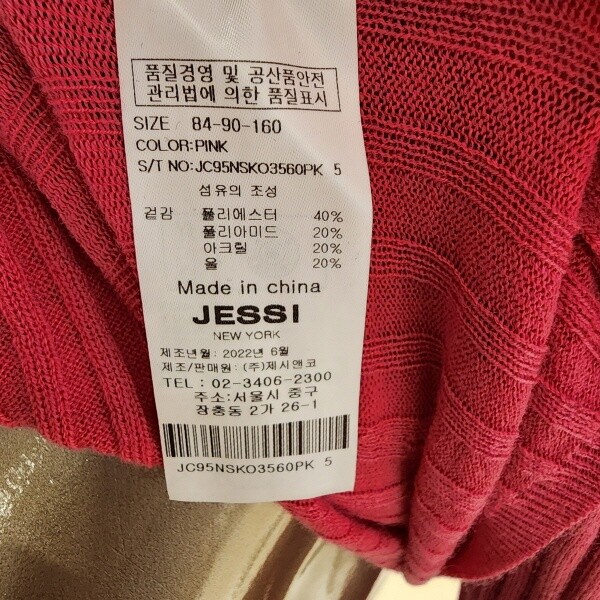 품질경영 및 공산품안전
관리법에 의한 품질표시
SIZE 84-90-160
COLOR:PINK
S/T NO:JC95NSKO3560PK 5
섬유의 조성
겉감 폴리에스터 40%
폴리아미드 20%
아크릴 20%
울 20%
Made in china
JESSI
NEW YORK
제조년월: 2022년 6월
제조/판매원: (주)제시앤코
TEL : 02-3406-2300
주소:서울시 중구
장충동 2가 26-1
JC95NSKO3560PK 5